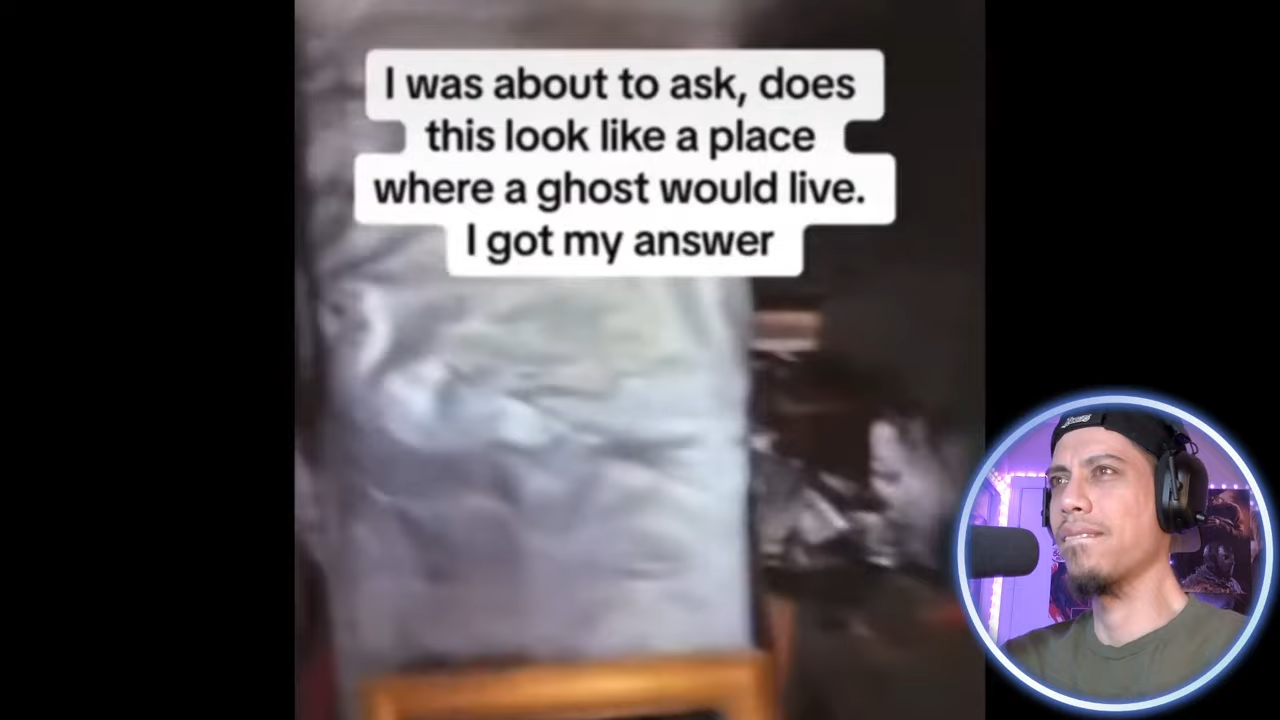 I was about to ask, does
this look like a place
where a ghost would live.
I got my answer